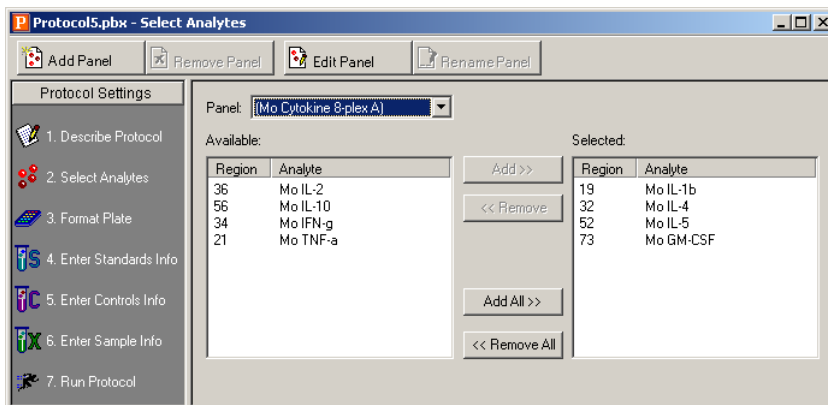 Protocol5.pbx - Select Analytes
Add Panel Remove Panel Edit Panel Rename Panel
Protocol Settings
1. Describe Protocol
2. Select Analytes
3. Format Plate
4. Enter Standards Info
5. Enter Controls Info
6. Enter Sample Info
7. Run Protocol
Panel: (Mo Cytokine 8-plex A)
Available:
Region Analyte
36 Mo IL-2
56 Mo IL-10
34 Mo IFN-g
21 Mo TNF-a
Add >>
<< Remove
Add All >>
<< Remove All
Selected:
Region Analyte
19 Mo IL-1b
32 Mo IL-4
52 Mo IL-5
73 Mo GM-CSF